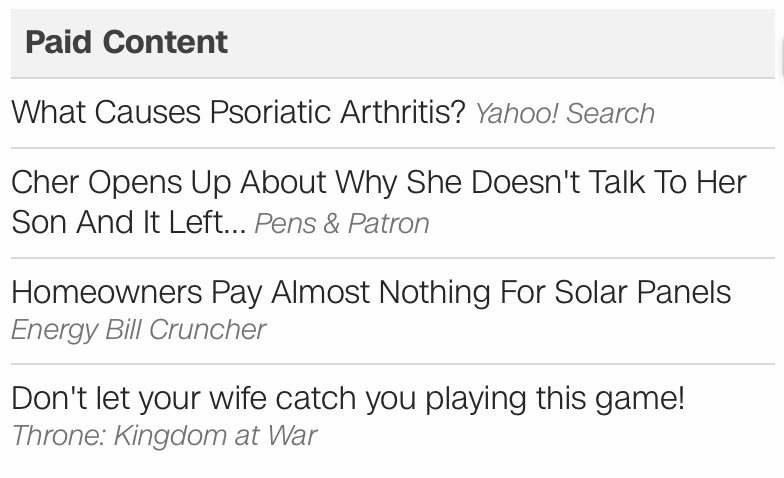 Paid Content
What Causes Psoriatic Arthritis? Yahoo! Search
Cher Opens Up About Why She Doesn't Talk To Her
Son And It Left... Pens & Patron
Homeowners Pay Almost Nothing For Solar Panels
Energy Bill Cruncher
Don't let your wife catch you playing this game!
Throne: Kingdom at War